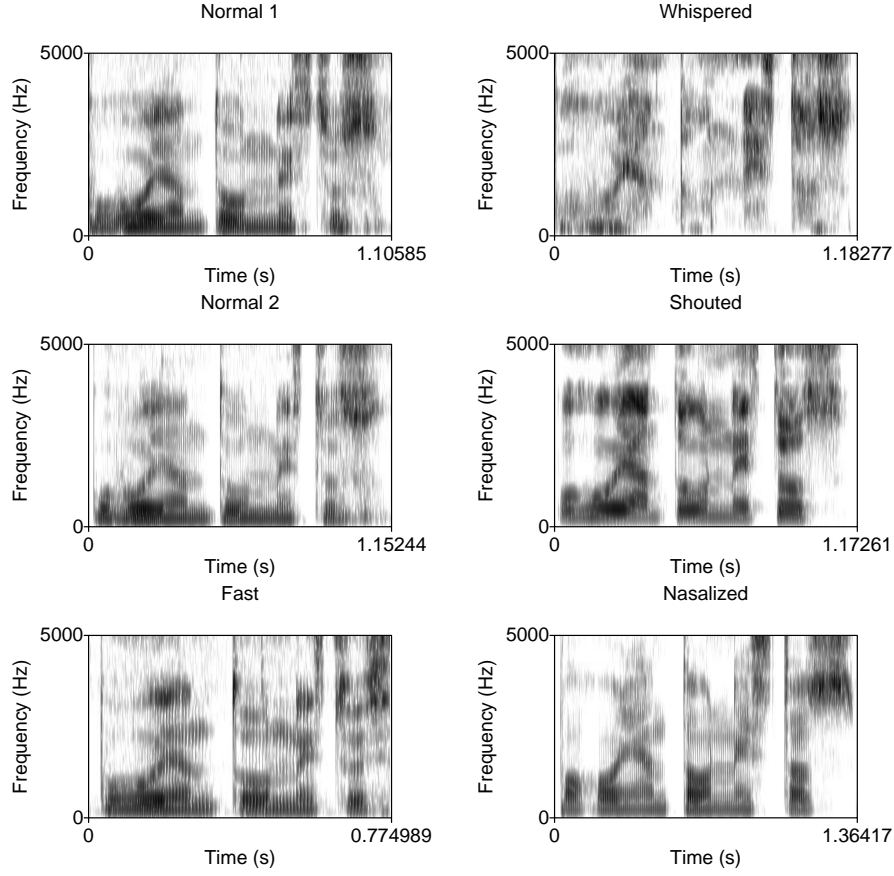 Normal 1
5000
Frequency (Hz)
0
0
1.10585
Time (s)
Whispered
5000
Frequency (Hz)
0
0
1.18277
Time (s)
Normal 2
5000
Frequency (Hz)
0
0
1.15244
Time (s)
Shouted
5000
Frequency (Hz)
0
0
1.17261
Time (s)
Fast
5000
Frequency (Hz)
0
0
0.774989
Time (s)
Nasalized
5000
Frequency (Hz)
0
0
1.36417
Time (s)